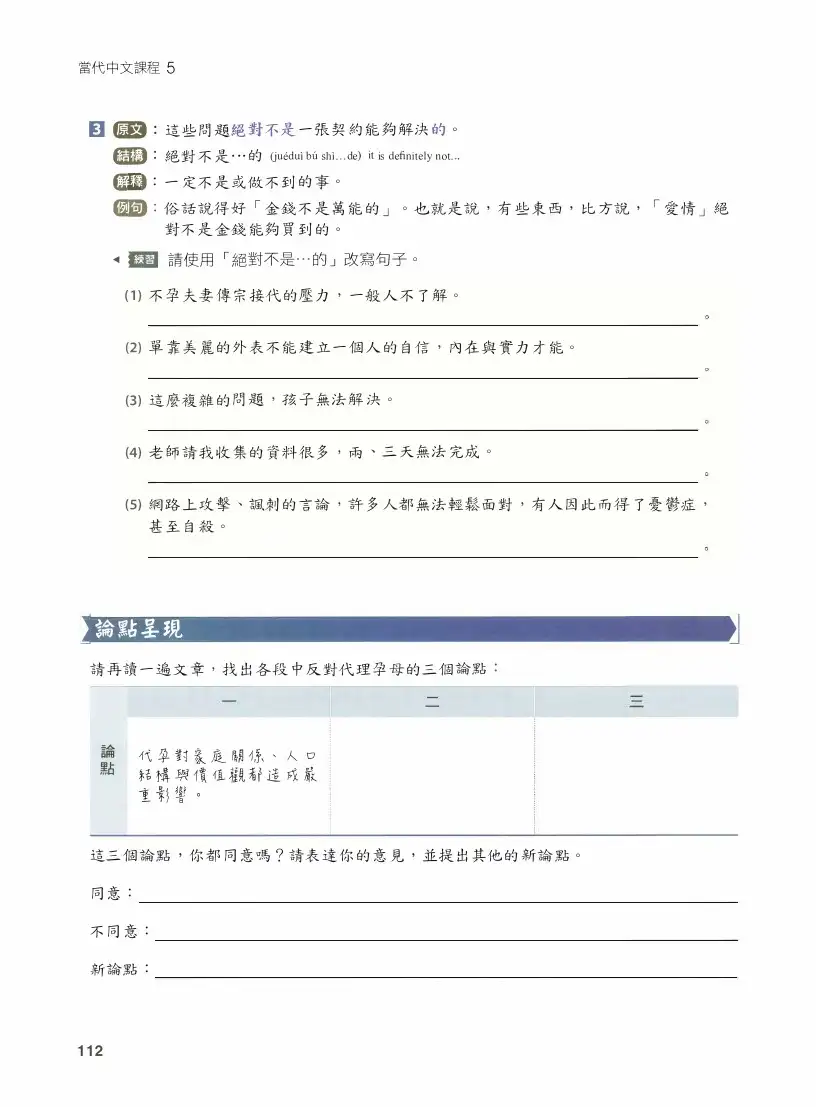 當代中文課程 5
3 原文：這些問題絕對不是一張契約能夠解決的。
結構：絕對不是…的 (juéduì bú shì…de) it is definitely not...
解釋：一定不是或做不到的事。
例句：俗話說得好「金錢不是萬能的」。也就是說，有些東西，比方說，「愛情」絕
對不是金錢能夠買到的。
練習 請使用「絕對不是…的」改寫句子。
(1) 不孕夫妻傳宗接代的壓力，一般人不了解。
。
(2) 單靠美麗的外表不能建立一個人的自信，內在與實力才能。
。
(3) 這麼複雜的問題，孩子無法解決。
。
(4) 老師請我收集的資料很多，兩、三天無法完成。
。
(5) 網路上攻擊、諷刺的言論，許多人都無法輕鬆面對，有人因此而得了憂鬱症，
甚至自殺。
。
論點呈現
請再讀一遍文章，找出各段中反對代理孕母的三個論點：
一 二 三
論點
代孕對家庭關係、人口
結構與價值觀都造成嚴
重影響。
這三個論點，你都同意嗎？請表達你的意見，並提出其他的新論點。
同意：
不同意：
新論點：
112